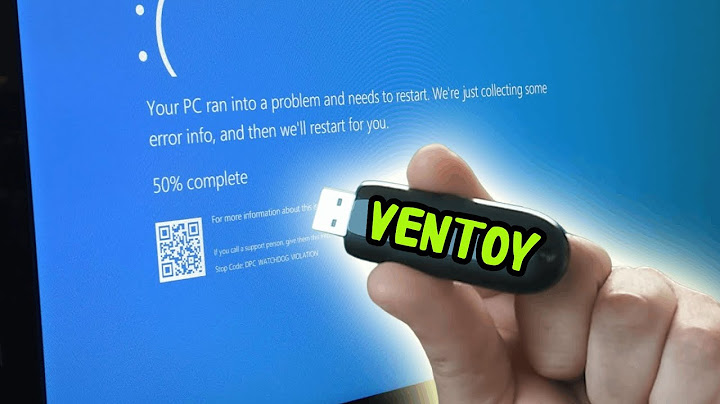 :(
Your PC ran into a problem and needs to restart. We're just collecting some
error info, and then we'll restart for you.
50% complete
For more information about this
If you call a support person, give them this
Stop Code: DPC WATCHDOG VIOLATION
VENTOY